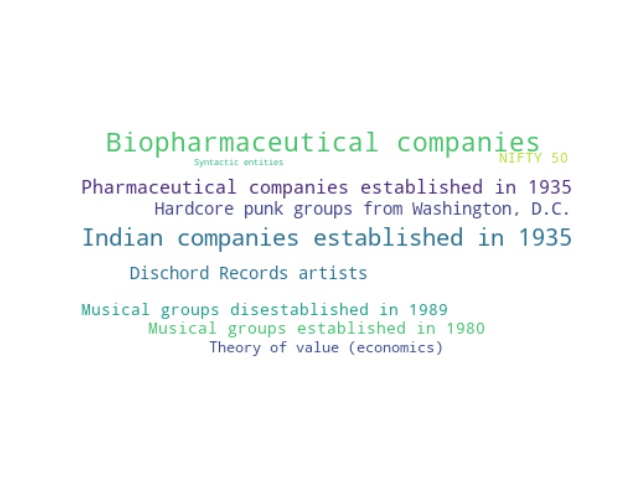 Biopharmaceutical companies
NIFTY 50
Syntactic entities
Pharmaceutical companies established in 1935
Hardcore punk groups from Washington, D.C.
Indian companies established in 1935
Dischord Records artists
Musical groups disestablished in 1989
Musical groups established in 1980
Theory of value (economics)